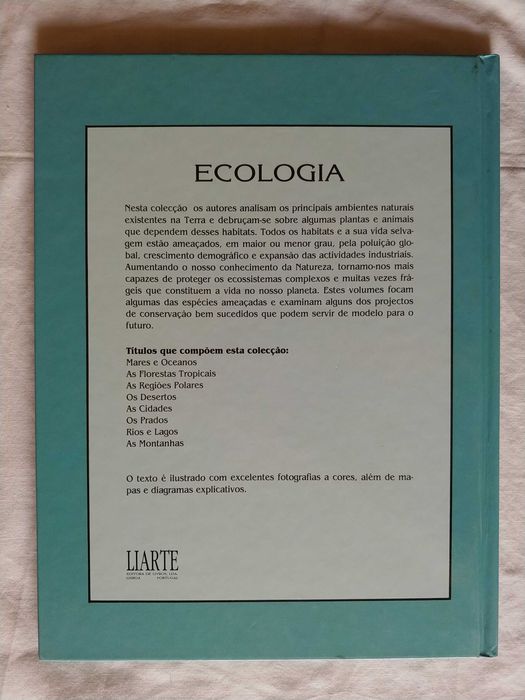 ECOLOGIA
Nesta colecção os autores analisam os principais ambientes naturais
existentes na Terra e debruçam-se sobre algumas plantas e animais
que dependem desses habitats. Todos os habitats e a sua vida selva-
gem estão ameaçados, em maior ou menor grau, pela poluição glo-
bal, crescimento demográfico e expansão das actividades industriais.
Aumentando o nosso conhecimento da Natureza, tornamo-nos mais
capazes de proteger os ecossistemas complexos e muitas vezes frá-
geis que constituem a vida no nosso planeta. Estes volumes focam
algumas das espécies ameaçadas e examinam alguns dos projectos
de conservação bem sucedidos que podem servir de modelo para o
futuro.
Títulos que compõem esta colecção:
Mares e Oceanos
As Florestas Tropicais
As Regiões Polares
Os Desertos
As Cidades
Os Prados
Rios e Lagos
As Montanhas
O texto é ilustrado com excelentes fotografias a cores, além de ma-
pas e diagramas explicativos.
LIARTE
EDITORA DE LIVROS, LDA.
LISBOA PORTUGAL